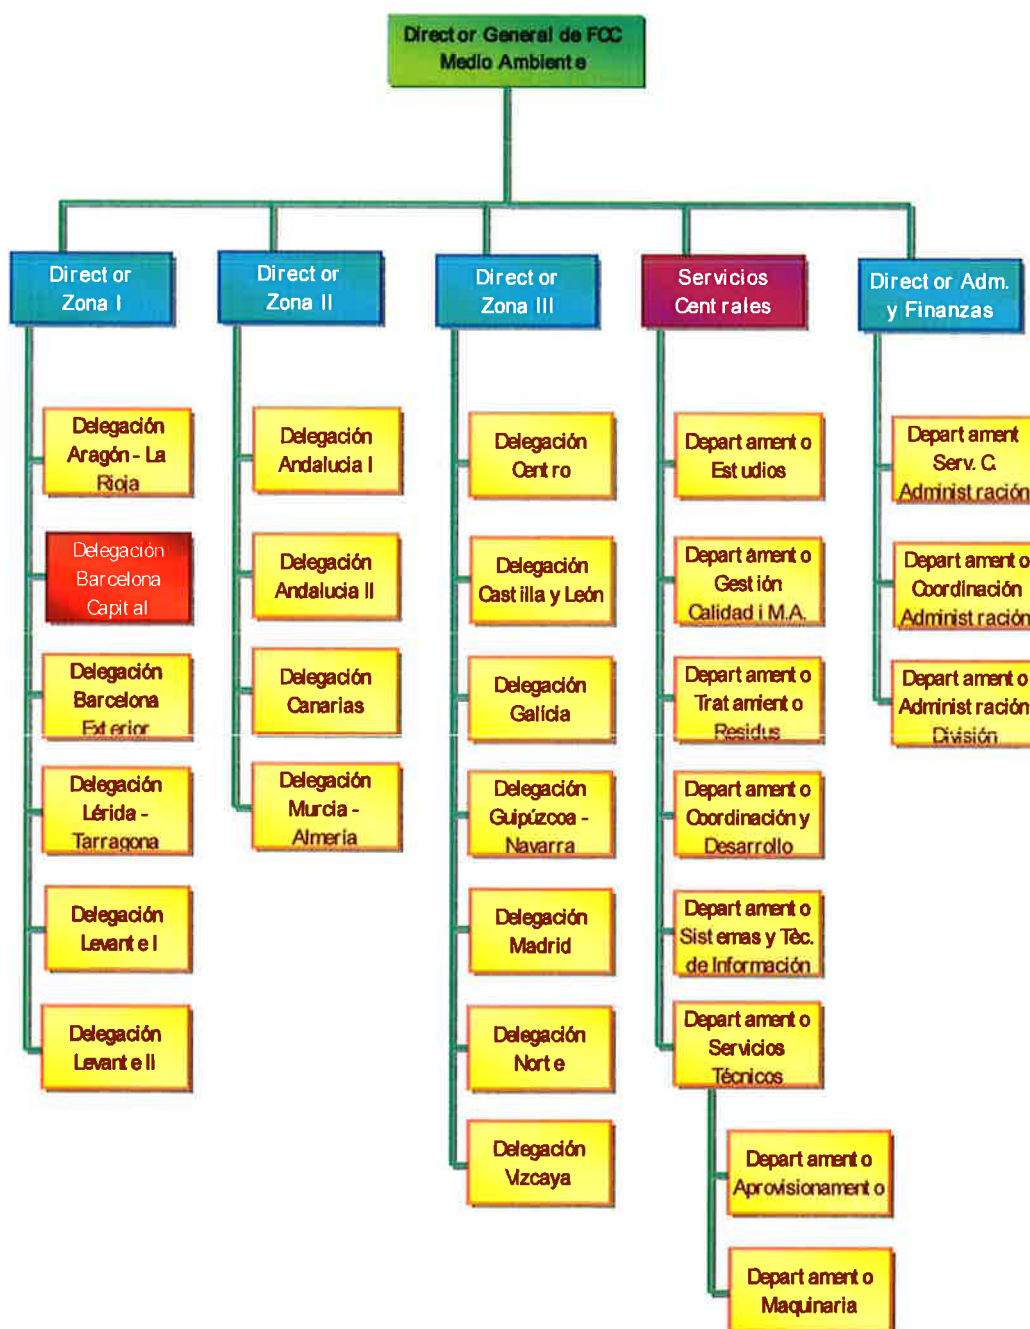 Director General de FCC
Medio Ambiente
Director
Zona I
Director
Zona II
Director
Zona III
Servicios
Centrales
Director Adm.
y Finanzas
Delegación
Aragón - La
Rioja
Delegación
Barcelona
Capital
Delegación
Barcelona
Exterior
Delegación
Lérida -
Tarragona
Delegación
Levante I
Delegación
Levante II
Delegación
Andalucia I
Delegación
Andalucia II
Delegación
Canarias
Delegación
Murcia -
Almería
Delegación
Centro
Delegación
Castilla y León
Delegación
Galícia
Delegación
Guipúzcoa -
Navarra
Delegación
Madrid
Delegación
Norte
Delegación
Vizcaya
Departamento
Estudios
Departamento
Gestión
Calidad i M.A.
Departamento
Tratamiento
Residus
Departamento
Coordinación y
Desarrollo
Departamento
Sistemas y Tèc.
de Información
Departamento
Servicios
Técnicos
Departamento
Aprovisionamento
Departamento
Maquinaria
Departament
Serv. C.
Administración
Departamento
Coordinación
Administración
Departamento
Administración
División